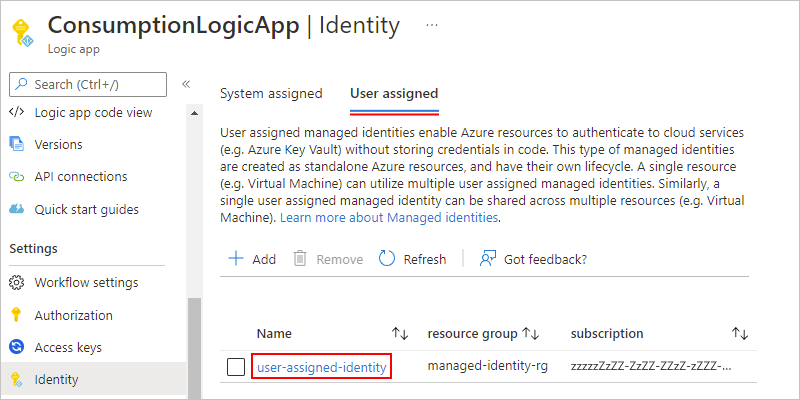 ConsumptionLogicApp | Identity ...
Logic app
Search (Ctrl+/) «
Logic app code view
Versions
API connections
Quick start guides
Settings
Workflow settings
Authorization
Access keys
Identity
System assigned User assigned
User assigned managed identities enable Azure resources to authenticate to cloud services
(e.g. Azure Key Vault) without storing credentials in code. This type of managed identities
are created as standalone Azure resources, and have their own lifecycle. A single resource
(e.g. Virtual Machine) can utilize multiple user assigned managed identities. Similarly, a
single user assigned managed identity can be shared across multiple resources (e.g. Virtual
Machine). Learn more about Managed identities.
Add Remove Refresh Got feedback?
Name resource group subscription
user-assigned-identity managed-identity-rg zzzzzZzZZ-ZzZZ-ZZzZ-zZZZ-...